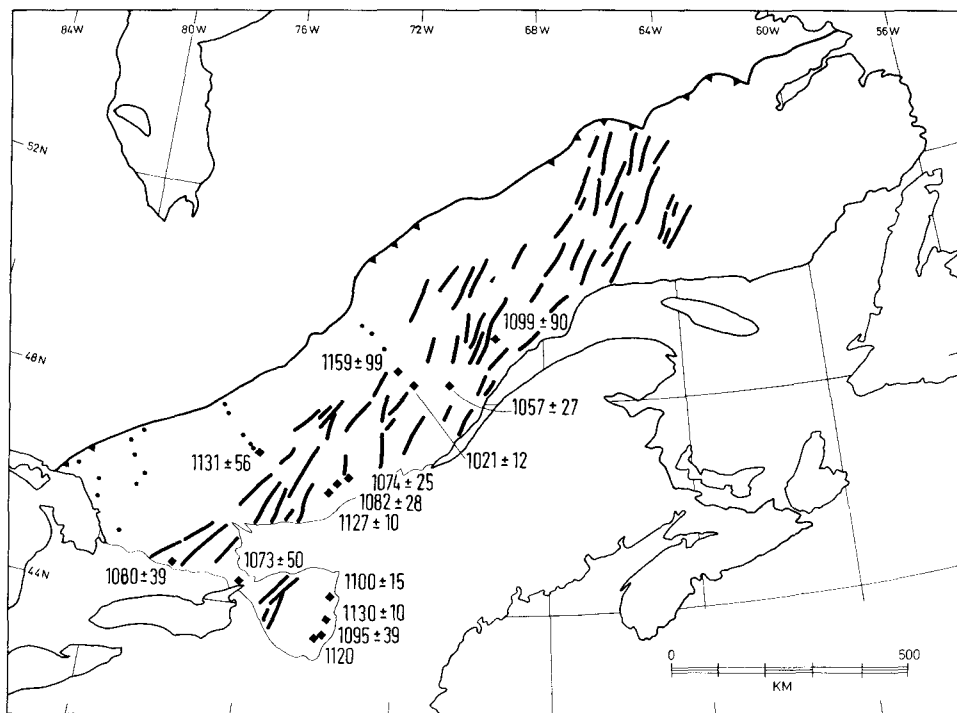 84W 80W 76W 72W 68W 64W 60W 56W
52N
1099 ± 90
48N
1159 ± 99
1057 ± 27
1021 ± 12
1131 ± 56
1074 ± 25
1082 ± 28
1127 ± 10
1073 ± 50
44N
1080 ± 39
1100 ± 15
1130 ± 10
1095 ± 39
1120
0 500
KM